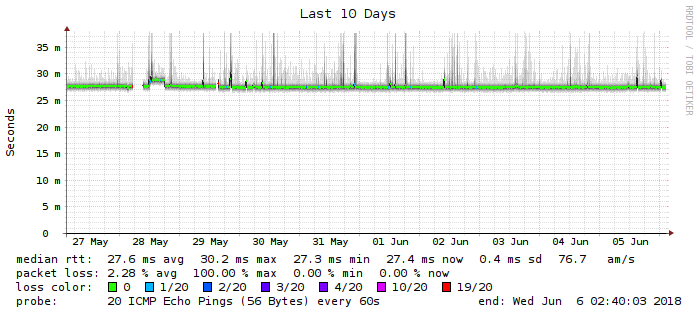 Last 10 Days
RRDTOOL / TOBI OETIKER
Seconds
35 m
30 m
25 m
20 m
15 m
10 m
5 m
0
27 May 28 May 29 May 30 May 31 May 01 Jun 02 Jun 03 Jun 04 Jun 05 Jun
median rtt: 27.6 ms avg 30.2 ms max 27.3 ms min 27.4 ms now 0.4 ms sd 76.7 am/s
packet loss: 2.28 % avg 100.00 % max 0.00 % min 0.00 % now
loss color: 0 1/20 2/20 3/20 4/20 10/20 19/20
probe: 20 ICMP Echo Pings (56 Bytes) every 60s end: Wed Jun 6 02:40:03 2018